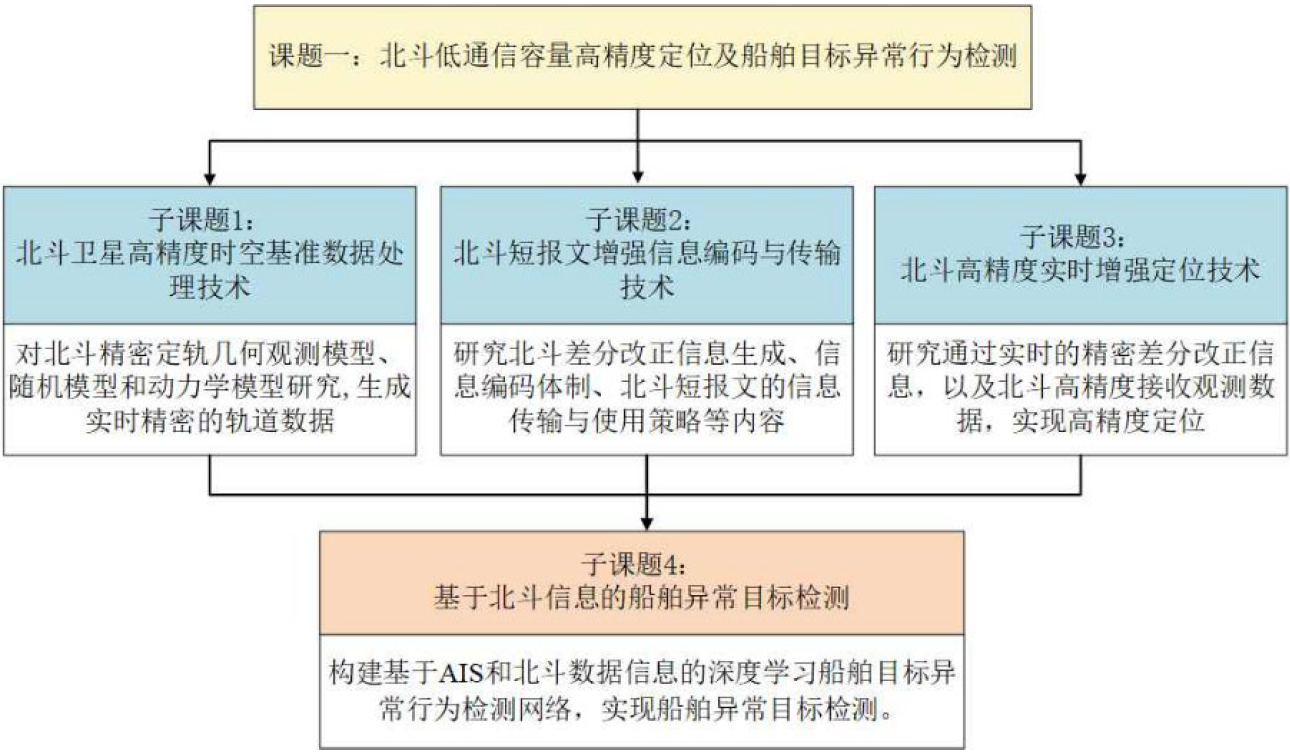 课题一：北斗低通信容量高精度定位及船舶目标异常行为检测
子课题1：
北斗卫星高精度时空基准数据处
理技术
对北斗精密定轨几何观测模型、
随机模型和动力学模型研究,生成
实时精密的轨道数据
子课题2：
北斗短报文增强信息编码与传输
技术
研究北斗差分改正信息生成、信
息编码体制、北斗短报文的信息
传输与使用策略等内容
子课题3：
北斗高精度实时增强定位技术
研究通过实时的精密差分改正信
息，以及北斗高精度接收观测数
据，实现高精度定位
子课题4：
基于北斗信息的船舶异常目标检测
构建基于AIS和北斗数据信息的深度学习船舶目标异
常行为检测网络，实现船舶异常目标检测。